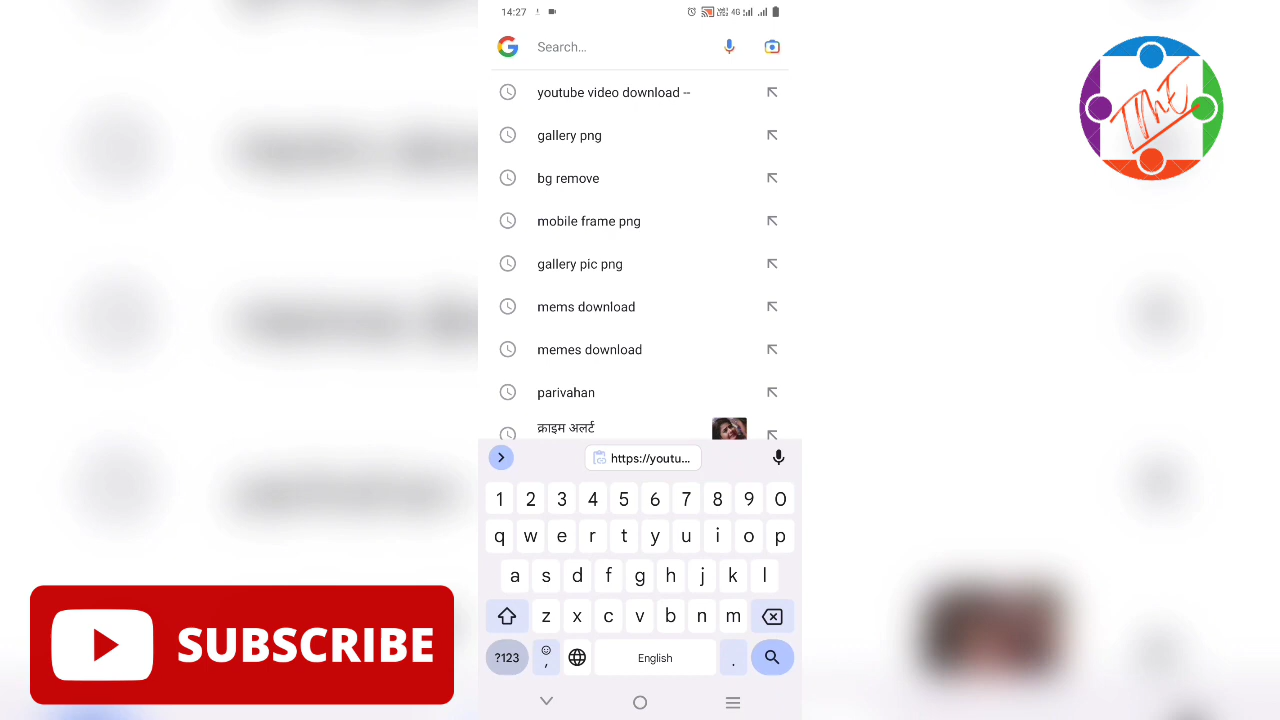 14:27
4G
Search…
youtube video download --
gallery png
bg remove
mobile frame png
gallery pic png
mems download
memes download
parivahan
क्राइम अलर्ट
https://youtu...
1 2 3 4 5 6 7 8 9 0
q w e r t y u i o p
a s d f g h j k l
z x c v b n m
?123 , English .
TME
SUBSCRIBE